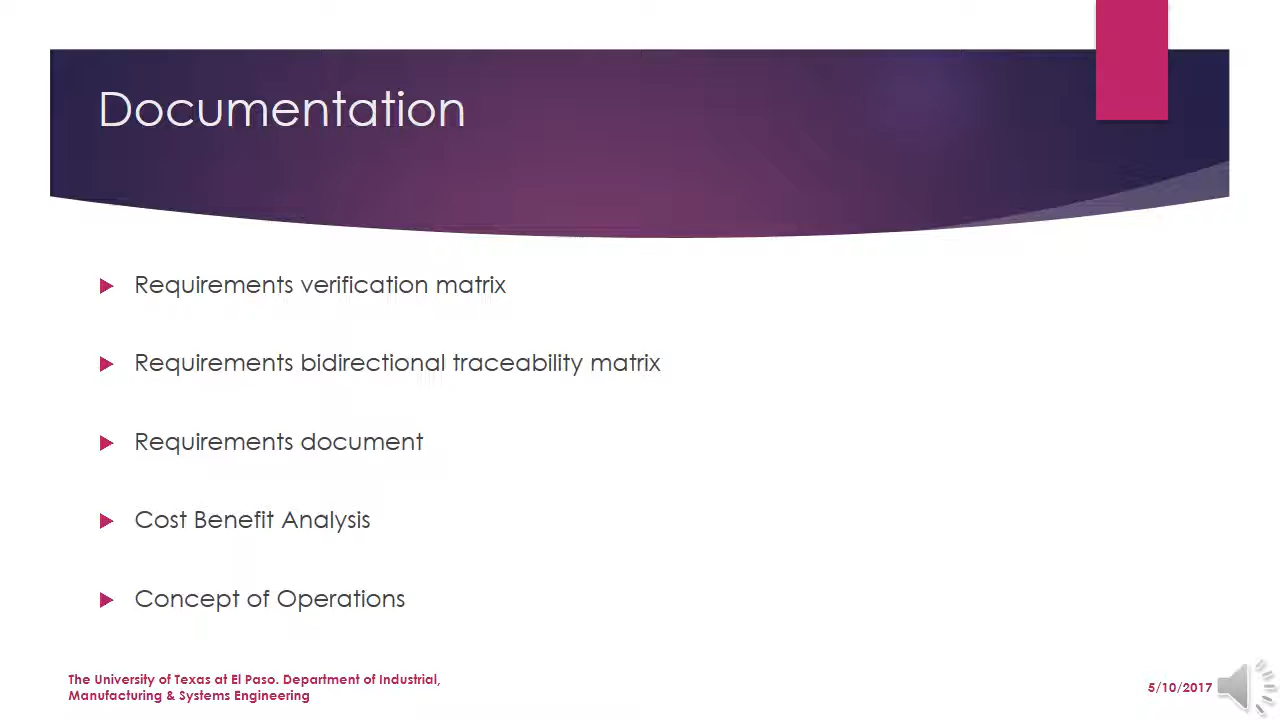 Documentation
Requirements verification matrix
Requirements bidirectional traceability matrix
Requirements document
Cost Benefit Analysis
Concept of Operations
The University of Texas at El Paso. Department of Industrial,
Manufacturing & Systems Engineering
5/10/2017